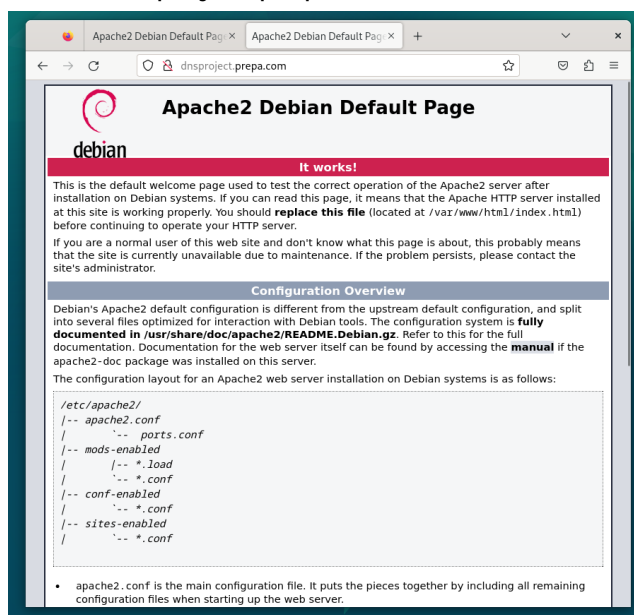 Apache2 Debian Default Page × Apache2 Debian Default Page × +
dnsproject.prepa.com
debian
Apache2 Debian Default Page
It works!
This is the default welcome page used to test the correct operation of the Apache2 server after
installation on Debian systems. If you can read this page, it means that the Apache HTTP server installed
at this site is working properly. You should replace this file (located at /var/www/html/index.html)
before continuing to operate your HTTP server.
If you are a normal user of this web site and don't know what this page is about, this probably means
that the site is currently unavailable due to maintenance. If the problem persists, please contact the
site's administrator.
Configuration Overview
Debian's Apache2 default configuration is different from the upstream default configuration, and split
into several files optimized for interaction with Debian tools. The configuration system is fully
documented in /usr/share/doc/apache2/README.Debian.gz. Refer to this for the full
documentation. Documentation for the web server itself can be found by accessing the manual if the
apache2-doc package was installed on this server.
The configuration layout for an Apache2 web server installation on Debian systems is as follows:
/etc/apache2/
|-- apache2.conf
|       `--  ports.conf
|-- mods-enabled
|       |-- *.load
|       `-- *.conf
|-- conf-enabled
|       `-- *.conf
|-- sites-enabled
|       `-- *.conf
• apache2.conf is the main configuration file. It puts the pieces together by including all remaining
configuration files when starting up the web server.